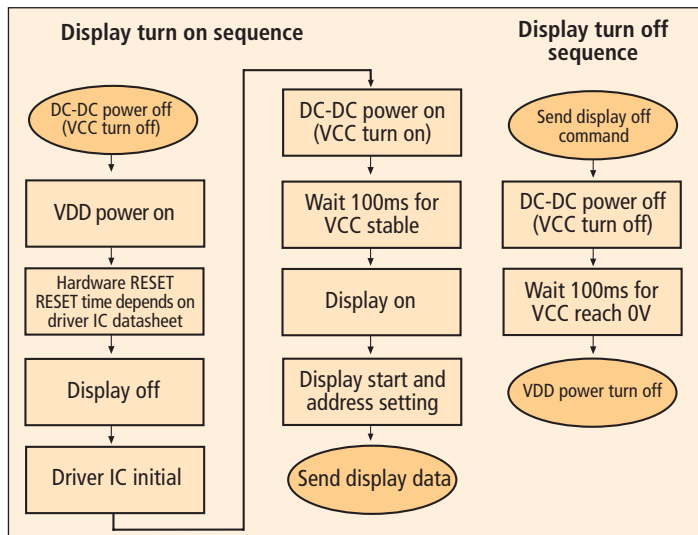 Display turn on sequence
DC-DC power off
(VCC turn off)
VDD power on
Hardware RESET
RESET time depends on
driver IC datasheet
Display off
Driver IC initial
DC-DC power on
(VCC turn on)
Wait 100ms for
VCC stable
Display on
Display start and
address setting
Send display data
Display turn off
sequence
Send display off
command
DC-DC power off
(VCC turn off)
Wait 100ms for
VCC reach 0V
VDD power turn off